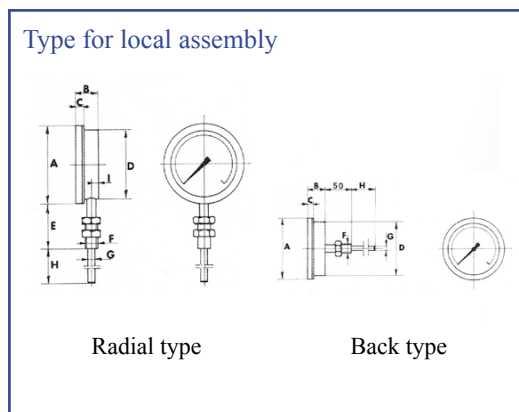 Type for local assembly
B
C
A
D
I
E
F
G
H
B 50 H
C
G
F
A
D
Radial type Back type